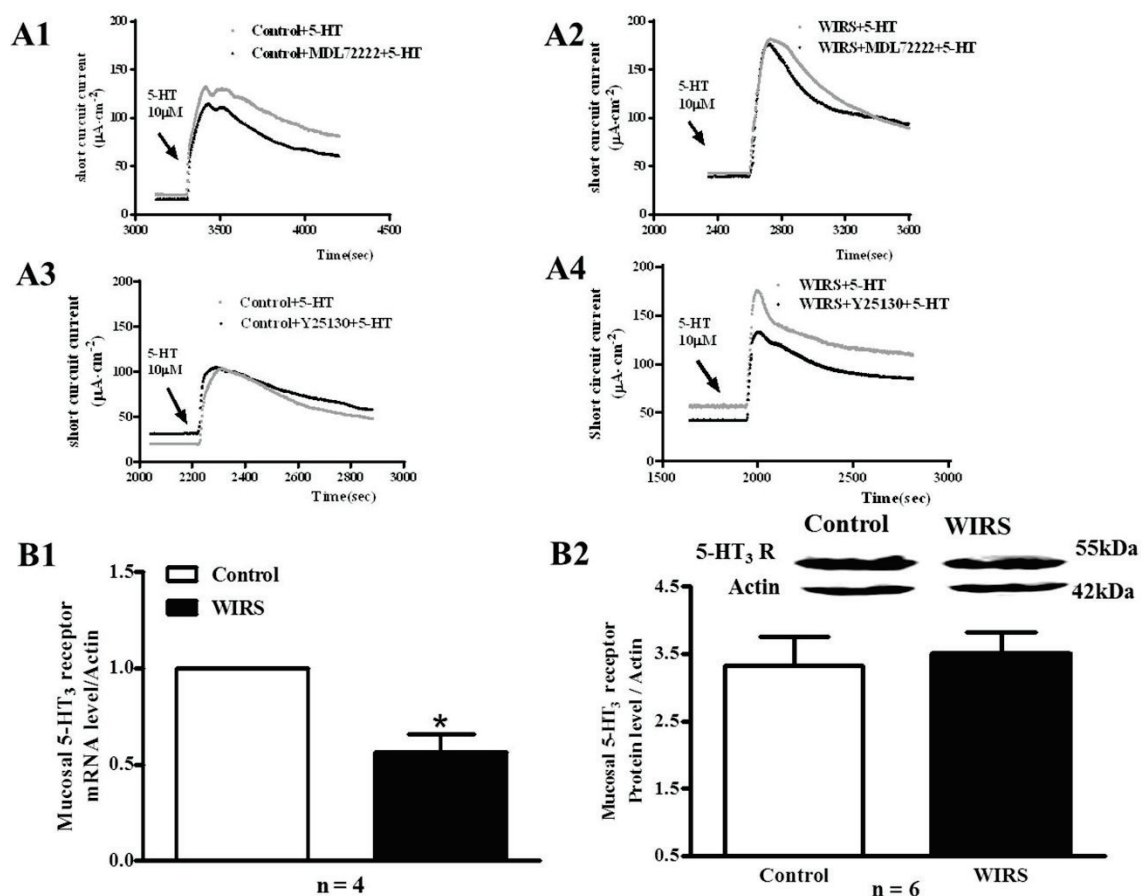 A1
short curuit current
(μA·cm⁻²)
200
150
100
50
0
5-HT
10μM
Control+5-HT
Control+MDL72222+5-HT
3000
3500
4000
4500
Time(sec)
A2
short curcuit current
(μA·cm⁻²)
200
150
100
50
0
5-HT
10μM
WIRS+5-HT
WIRS+MDL72222+5-HT
2000
2400
2800
3200
3600
Time(sec)
A3
short curcuit current
(μA·cm⁻²)
200
150
100
50
0
5-HT
10μM
Control+5-HT
Control+Y25130+5-HT
2000
2200
2400
2600
2800
3000
Time(sec)
A4
Short circuit current
(μA·cm⁻²)
200
150
100
50
0
5-HT
10μM
WIRS+5-HT
WIRS+Y25130+5-HT
1500
2000
2500
3000
Time(sec)
B1
Mucosal 5-HT₃ receptor
mRNA level/Actin
1.5
1.0
0.5
0.0
Control
WIRS
*
n = 4
B2
Control WIRS
5-HT₃ R 55kDa
Actin 42kDa
Mucosal 5-HT₃ receptor
Protein level / Actin
4.5
3.5
2.5
1.5
0.5
Control
WIRS
n = 6